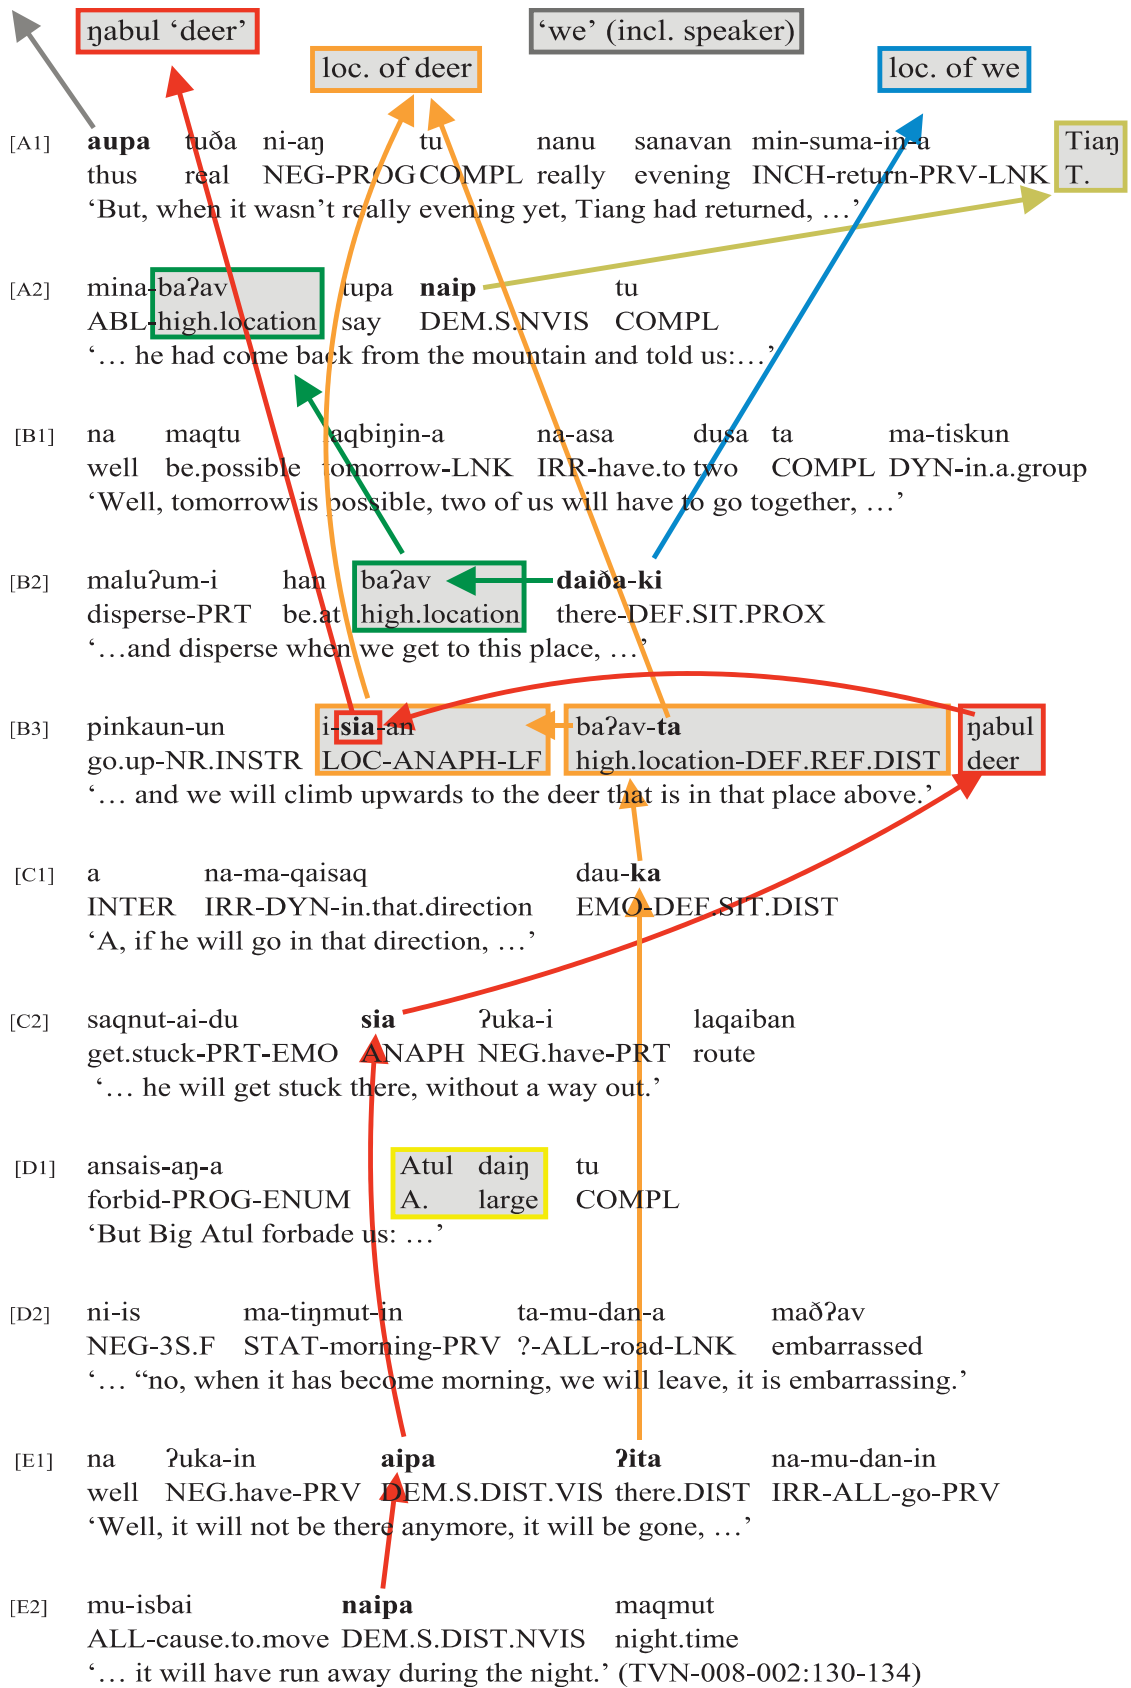 ŋabul ‘deer’ ‘we’ (incl. speaker)
loc. of deer loc. of we
[A1] aupa tuða ni-aŋ tu nanu sanavan min-suma-in-a Tiaŋ
thus real NEG-PROG COMPL really evening INCH-return-PRV-LNK T.
‘But, when it wasn’t really evening yet, Tiang had returned, …’
[A2] mina-baʔav tupa naip tu
ABL-high.location say DEM.S.NVIS COMPL
‘… he had come back from the mountain and told us:…’
[B1] na maqtu laqbiŋin-a na-asa dusa ta ma-tiskun
well be.possible tomorrow-LNK IRR-have.to two COMPL DYN-in.a.group
‘Well, tomorrow is possible, two of us will have to go together, …’
[B2] maluʔum-i han baʔav daiða-ki
disperse-PRT be.at high.location there-DEF.SIT.PROX
‘…and disperse when we get to this place, …’
[B3] pinkaun-un i-sia-an baʔav-ta ŋabul
go.up-NR.INSTR LOC-ANAPH-LF high.location-DEF.REF.DIST deer
‘… and we will climb upwards to the deer that is in that place above.’
[C1] a na-ma-qaisaq dau-ka
INTER IRR-DYN-in.that.direction EMO-DEF.SIT.DIST
‘A, if he will go in that direction, …’
[C2] saqnut-ai-du sia ʔuka-i laqaiban
get.stuck-PRT-EMO ANAPH NEG.have-PRT route
‘… he will get stuck there, without a way out.’
[D1] ansais-aŋ-a Atul daiŋ tu
forbid-PROG-ENUM A. large COMPL
‘But Big Atul forbade us: …’
[D2] ni-is ma-tiŋmut-in ta-mu-dan-a maðʔav
NEG-3S.F STAT-morning-PRV ?-ALL-road-LNK embarrassed
‘… “no, when it has become morning, we will leave, it is embarrassing.’
[E1] na ʔuka-in aipa ʔita na-mu-dan-in
well NEG.have-PRV DEM.S.DIST.VIS there.DIST IRR-ALL-go-PRV
‘Well, it will not be there anymore, it will be gone, …’
[E2] mu-isbai naipa maqmut
ALL-cause.to.move DEM.S.DIST.NVIS night.time
‘… it will have run away during the night.’ (TVN-008-002:130-134)